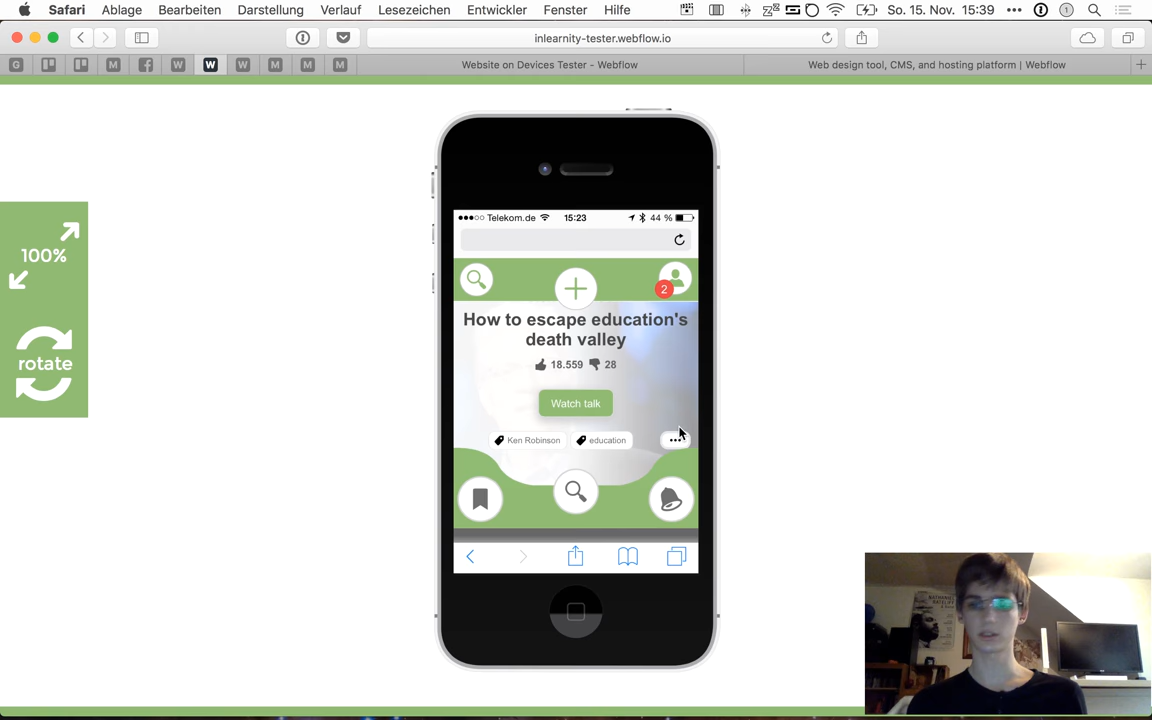 Safari Ablage Bearbeiten Darstellung Verlauf Lesezeichen Entwickler Fenster Hilfe So. 15. Nov. 15:39
inlearnity-tester.webflow.io
Website on Devices Tester - Webflow Web design tool, CMS, and hosting platform | Webflow
100%
rotate
Telekom.de 15:23 44 %
2
How to escape education's
death valley
18.559 28
Watch talk
Ken Robinson education